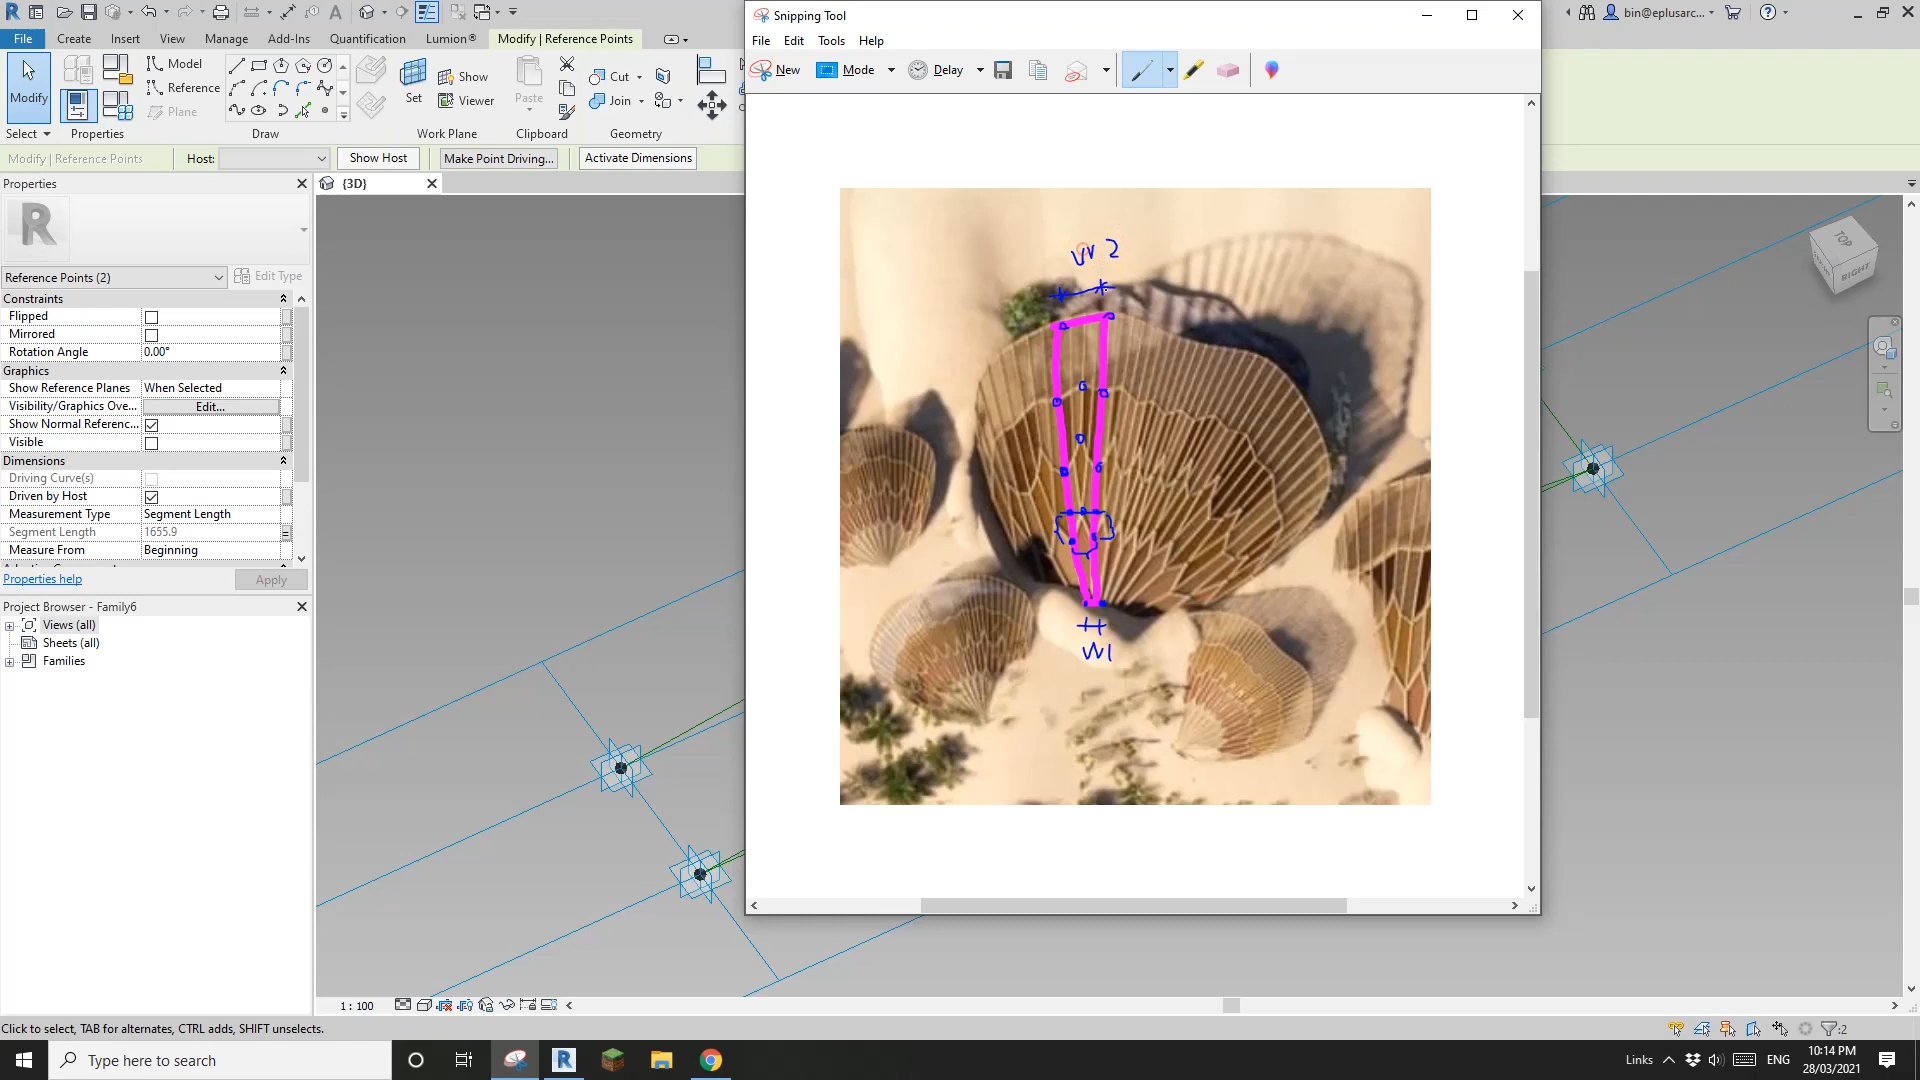 bin@eplusarc...
File Create Insert View Manage Add-Ins Quantification Lumion® Modify | Reference Points
Modify
Select
Properties
Model
Reference
Plane
Draw
Set
Show
Viewer
Work Plane
Paste
Clipboard
Cut
Join
Geometry
Modify | Reference Points Host: Show Host Make Point Driving... Activate Dimensions
Properties
{3D}
R
Reference Points (2) Edit Type
Constraints
Flipped
Mirrored
Rotation Angle 0.00°
Graphics
Show Reference Planes When Selected
Visibility/Graphics Ove... Edit...
Show Normal Referenc...
Visible
Dimensions
Driving Curve(s)
Driven by Host
Measurement Type Segment Length
Segment Length 1655.9
Measure From Beginning
Properties help Apply
Project Browser - Family6
Views (all)
Sheets (all)
Families
Snipping Tool
File Edit Tools Help
New Mode Delay
W 2
W1
TOP
RIGHT
1 : 100
Click to select, TAB for alternates, CTRL adds, SHIFT unselects.
:2
Type here to search
Links ENG
10:14 PM
28/03/2021